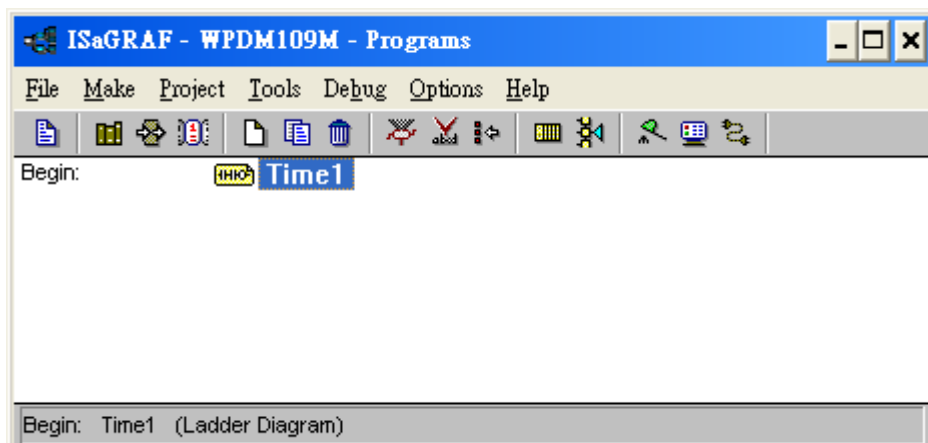 ISaGRAF - WPDM109M - Programs
File Make Project Tools Debug Options Help
Begin: Time1
Begin: Time1 (Ladder Diagram)